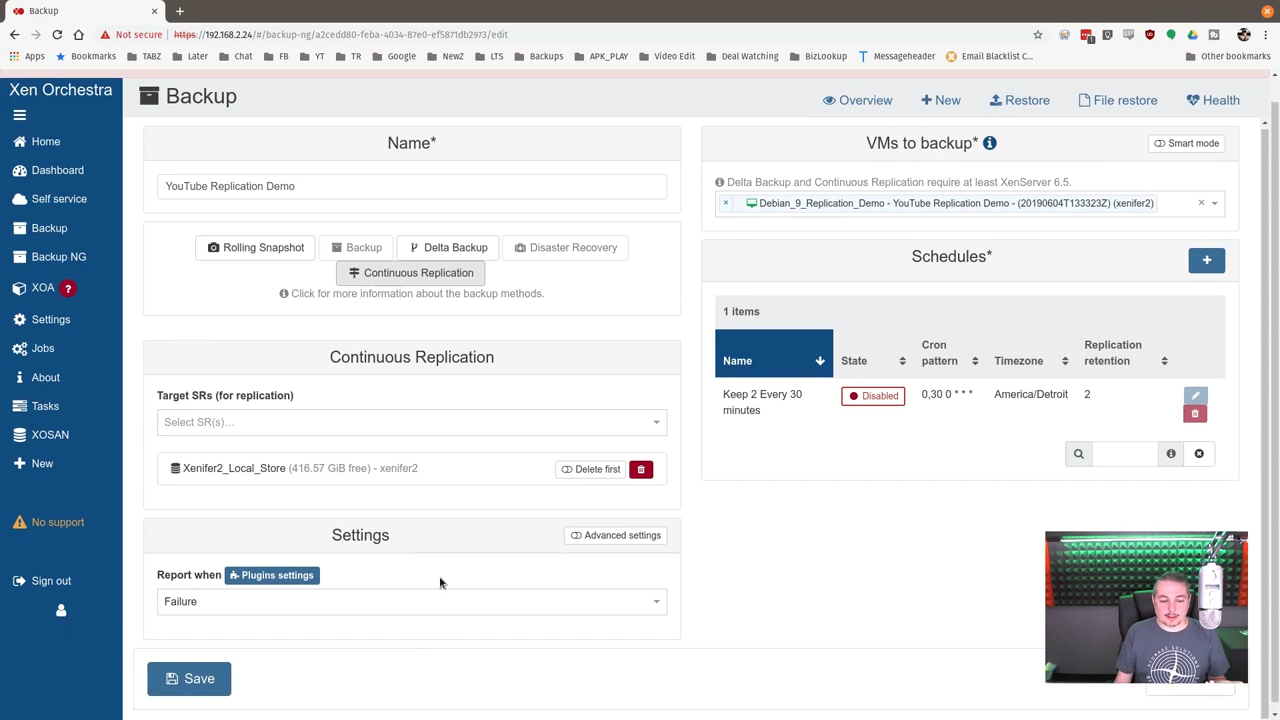 Backup
Not secure
https://192.168.2.24/#/backup-ng/a2cedd80-feba-4034-87e0-ef5871db2973/edit
1
Apps
Bookmarks
TABZ
Later
Chat
FB
YT
TR
Google
NewZ
LTS
Backups
APK_PLAY
Video Edit
Deal Watching
BizLookup
Messageheader
Email Blacklist C...
Other bookmarks
Xen Orchestra
Home
Dashboard
Self service
Backup
Backup NG
XOA ?
Settings
Jobs
About
Tasks
XOSAN
New
No support
Sign out
Backup
Overview
New
Restore
File restore
Health
Name*
YouTube Replication Demo
Rolling Snapshot
Backup
Delta Backup
Disaster Recovery
Continuous Replication
Click for more information about the backup methods.
Continuous Replication
Target SRs (for replication)
Select SR(s)...
Xenifer2_Local_Store (416.57 GiB free) - xenifer2
Delete first
Settings
Advanced settings
Report when
Plugins settings
Failure
Save
VMs to backup*
Smart mode
Delta Backup and Continuous Replication require at least XenServer 6.5.
× Debian_9_Replication_Demo - YouTube Replication Demo - (20190604T133323Z) (xenifer2) ×
Schedules*
+
1 items
Name
State
Cron pattern
Timezone
Replication retention
Keep 2 Every 30 minutes
Disabled
0,30 0 * * *
America/Detroit
2